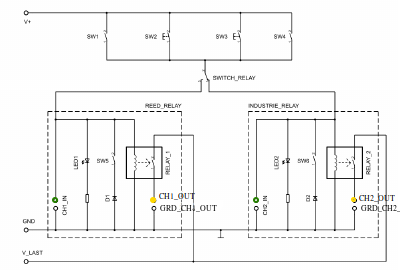 V+
SW1
SW2
SW3
SW4
SWITCH_RELAY
REED_RELAY
INDUSTRIE_RELAY
LED1
SW5
RELAY_1
LED2
SW6
RELAY_2
CH1_IN
D1
CH1_OUT
GRD_CH1_OUT
CH2_IN
D2
CH2_OUT
GRD_CH2_
GND
V_LAST